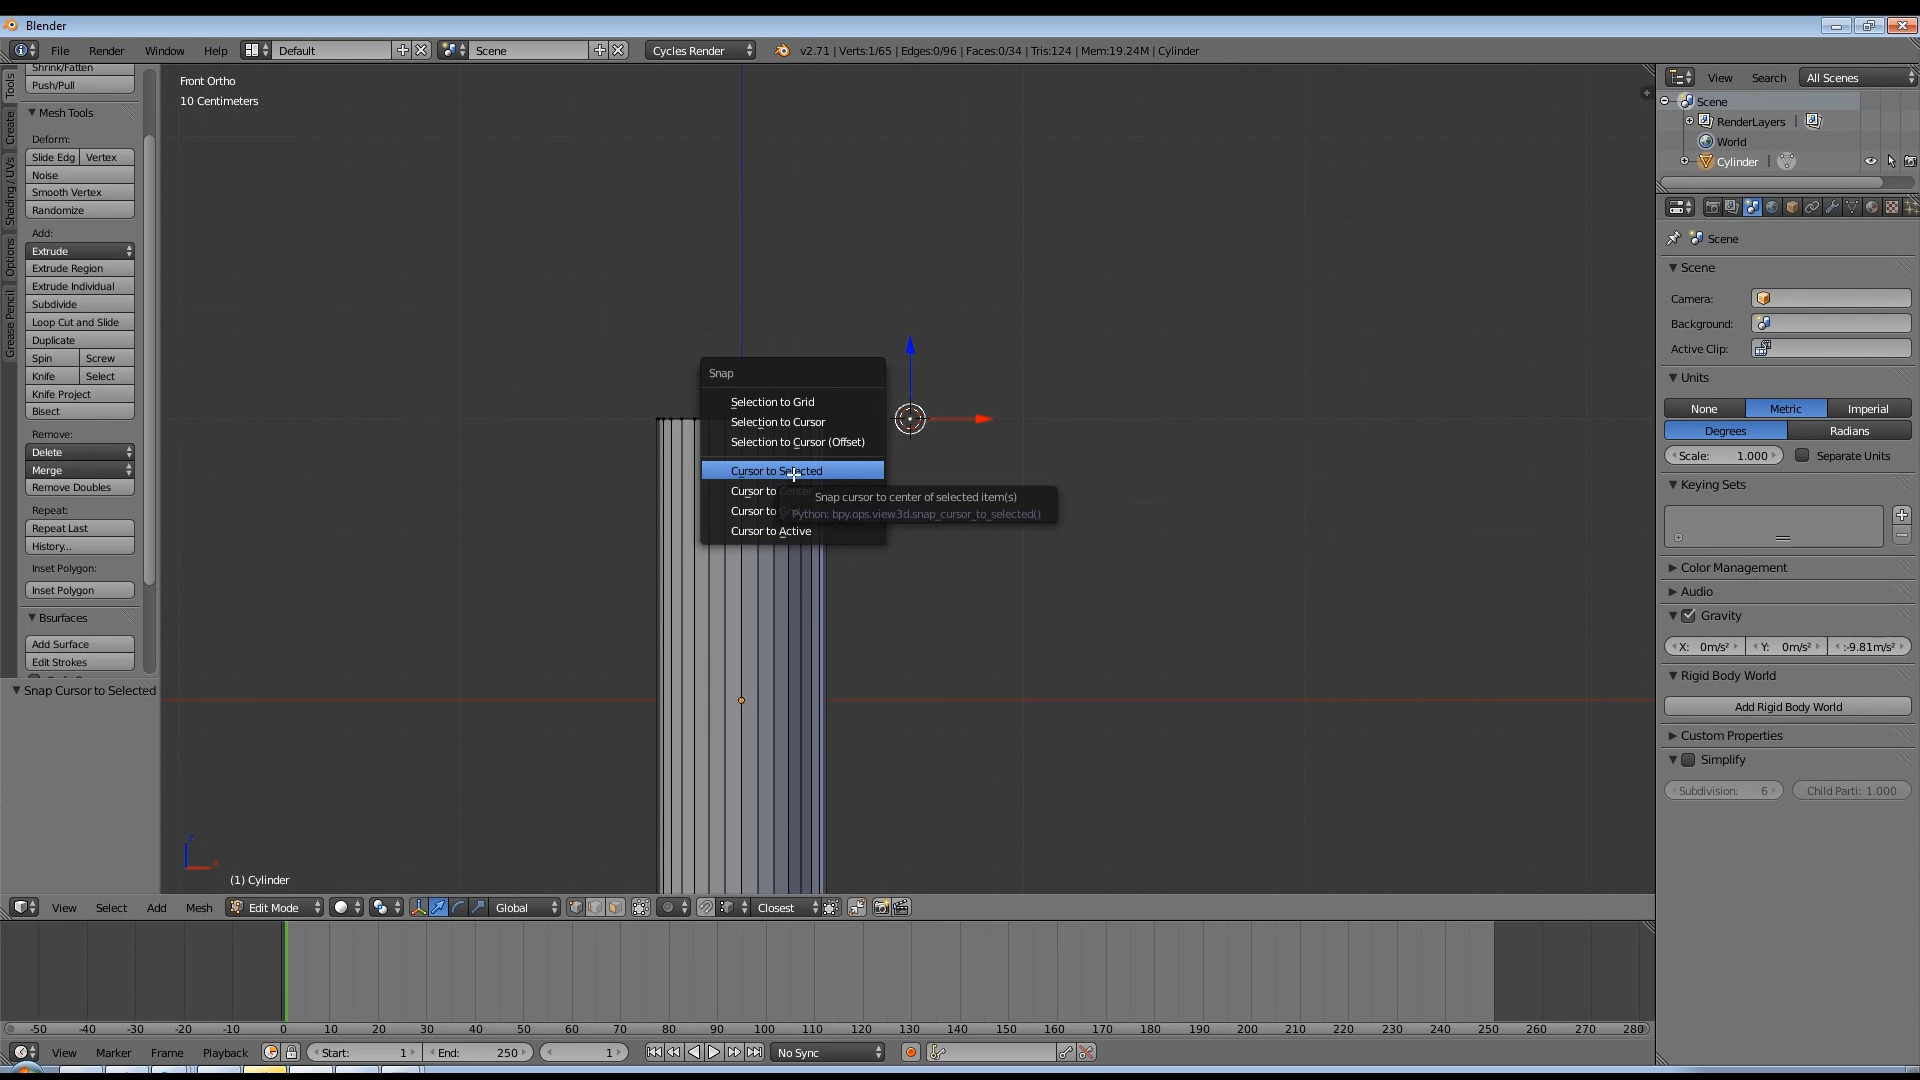 Blender
File Render Window Help Default Scene Cycles Render v2.71 | Verts:1/65 | Edges:0/96 | Faces:0/34 | Tris:124 | Mem:19.24M | Cylinder
Shrink/Fatten
Push/Pull
Mesh Tools
Deform:
Slide Edg Vertex
Noise
Smooth Vertex
Randomize
Add:
Extrude
Extrude Region
Extrude Individual
Subdivide
Loop Cut and Slide
Duplicate
Spin Screw
Knife Select
Knife Project
Bisect
Remove:
Delete
Merge
Remove Doubles
Repeat:
Repeat Last
History...
Inset Polygon:
Inset Polygon
Bsurfaces
Add Surface
Edit Strokes
Snap Cursor to Selected
Tools
Create
Shading / UVs
Options
Grease Pencil
Front Ortho
10 Centimeters
Snap
Selection to Grid
Selection to Cursor
Selection to Cursor (Offset)
Cursor to Selected
Cursor to Center
Cursor to
Cursor to Active
Snap cursor to center of selected item(s)
Python: bpy.ops.view3d.snap_cursor_to_selected()
z
x
(1) Cylinder
View Select Add Mesh Edit Mode Global Closest
View Search All Scenes
Scene
RenderLayers |
World
Cylinder |
Scene
Scene
Camera:
Background:
Active Clip:
Units
None Metric Imperial
Degrees Radians
Scale: 1.000 Separate Units
Keying Sets
Color Management
Audio
Gravity
X: 0m/s² Y: 0m/s² :-9.81m/s²
Rigid Body World
Add Rigid Body World
Custom Properties
Simplify
Subdivision: 6 Child Parti: 1.000
-50 -40 -30 -20 -10 0 10 20 30 40 50 60 70 80 90 100 110 120 130 140 150 160 170 180 190 200 210 220 230 240 250 260 270 280
View Marker Frame Playback Start: 1 End: 250 1 No Sync